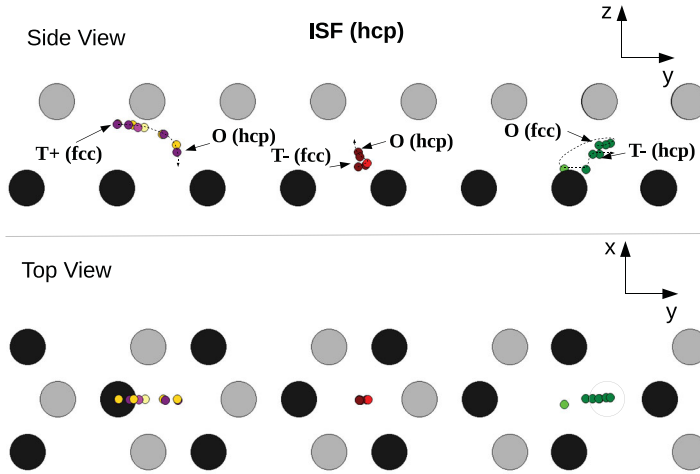 Side View
ISF (hcp)
z
y
T+ (fcc)
O (hcp)
T- (fcc)
O (hcp)
O (fcc)
T- (hcp)
Top View
x
y